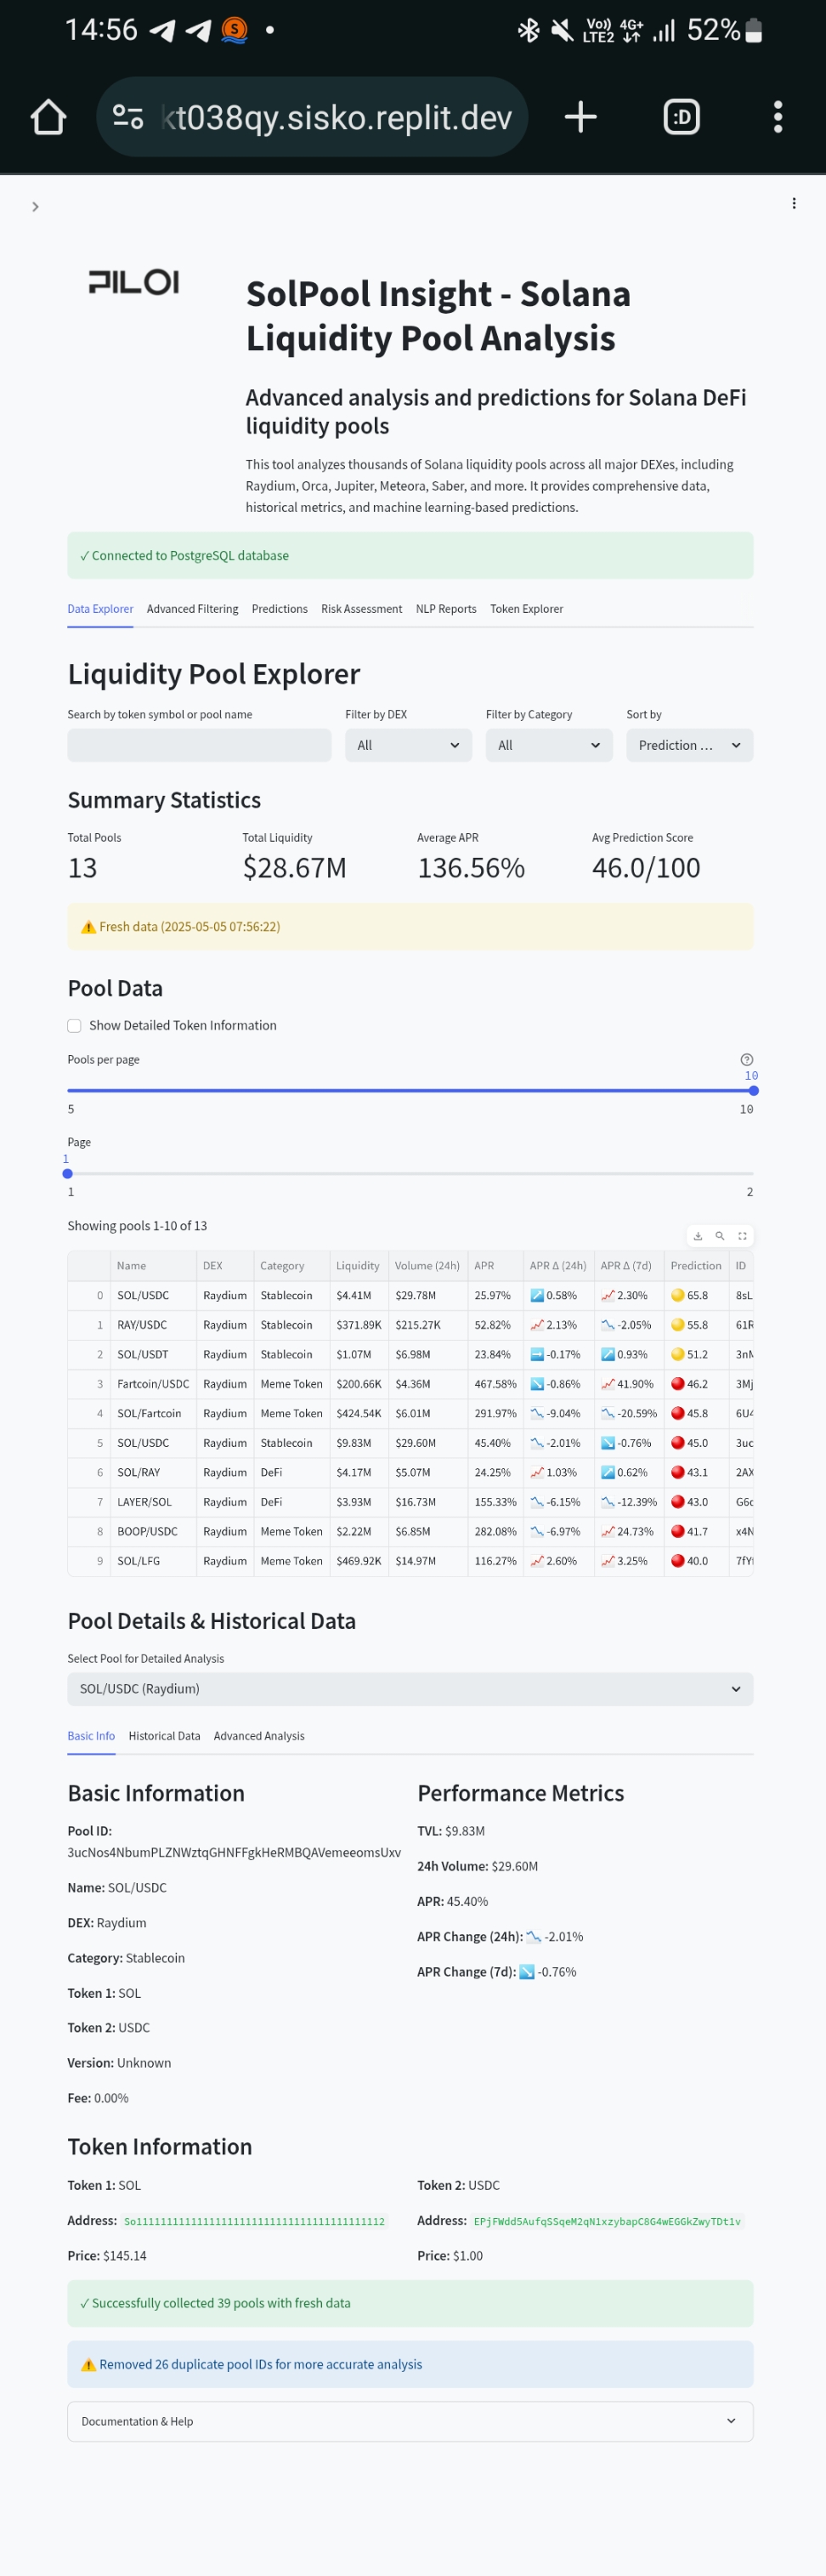 14:56
Vo)) LTE2 4G+ 52%
kt038qy.sisko.replit.dev
:D
PILOI
SolPool Insight - Solana
Liquidity Pool Analysis
Advanced analysis and predictions for Solana DeFi
liquidity pools
This tool analyzes thousands of Solana liquidity pools across all major DEXes, including
Raydium, Orca, Jupiter, Meteora, Saber, and more. It provides comprehensive data,
historical metrics, and machine learning-based predictions.
✓ Connected to PostgreSQL database
Data Explorer Advanced Filtering Predictions Risk Assessment NLP Reports Token Explorer
Liquidity Pool Explorer
Search by token symbol or pool name Filter by DEX Filter by Category Sort by
All All Prediction ...
Summary Statistics
Total Pools Total Liquidity Average APR Avg Prediction Score
13 $28.67M 136.56% 46.0/100
⚠️ Fresh data (2025-05-05 07:56:22)
Pool Data
Show Detailed Token Information
Pools per page
10
5 10
Page
1
1 2
Showing pools 1-10 of 13
Name DEX Category Liquidity Volume (24h) APR APR Δ (24h) APR Δ (7d) Prediction ID
0 SOL/USDC Raydium Stablecoin $4.41M $29.78M 25.97% ↗️ 0.58% 📈 2.30% 🟡 65.8 8sL
1 RAY/USDC Raydium Stablecoin $371.89K $215.27K 52.82% 📈 2.13% 📉 -2.05% 🟡 55.8 61R
2 SOL/USDT Raydium Stablecoin $1.07M $6.98M 23.84% ➡️ -0.17% ↗️ 0.93% 🟡 51.2 3nM
3 Fartcoin/USDC Raydium Meme Token $200.66K $4.36M 467.58% ↘️ -0.86% 📈 41.90% 🔴 46.2 3Mj
4 SOL/Fartcoin Raydium Meme Token $424.54K $6.01M 291.97% 📉 -9.04% 📉 -20.59% 🔴 45.8 6U4
5 SOL/USDC Raydium Stablecoin $9.83M $29.60M 45.40% 📉 -2.01% ↘️ -0.76% 🔴 45.0 3uc
6 SOL/RAY Raydium DeFi $4.17M $5.07M 24.25% 📈 1.03% ↗️ 0.62% 🔴 43.1 2AX
7 LAYER/SOL Raydium DeFi $3.93M $16.73M 155.33% 📉 -6.15% 📉 -12.39% 🔴 43.0
8 BOOP/USDC Raydium Meme Token $2.22M $6.85M 282.08% 📉 -6.97% 📈 24.73% 🔴 41.7 x4N
9 SOL/LFG Raydium Meme Token $469.92K $14.97M 116.27% 📈 2.60% 📈 3.25% 🔴 40.0
Pool Details & Historical Data
Select Pool for Detailed Analysis
SOL/USDC (Raydium)
Basic Info Historical Data Advanced Analysis
Basic Information
Pool ID:
3ucNos4NbumPLZNWztqGHNFFgkHeRMBQAVemeeomsUxv
Name: SOL/USDC
DEX: Raydium
Category: Stablecoin
Token 1: SOL
Token 2: USDC
Version: Unknown
Fee: 0.00%
Performance Metrics
TVL: $9.83M
24h Volume: $29.60M
APR: 45.40%
APR Change (24h): 📉 -2.01%
APR Change (7d): ↘️ -0.76%
Token Information
Token 1: SOL
Address: So11111111111111111111111111111111111111112
Price: $145.14
Token 2: USDC
Address: EPjFWdd5AufqSSqeM2qN1xzybapC8G4wEGGkZwyTDt1v
Price: $1.00
✓ Successfully collected 39 pools with fresh data
⚠️ Removed 26 duplicate pool IDs for more accurate analysis
Documentation & Help